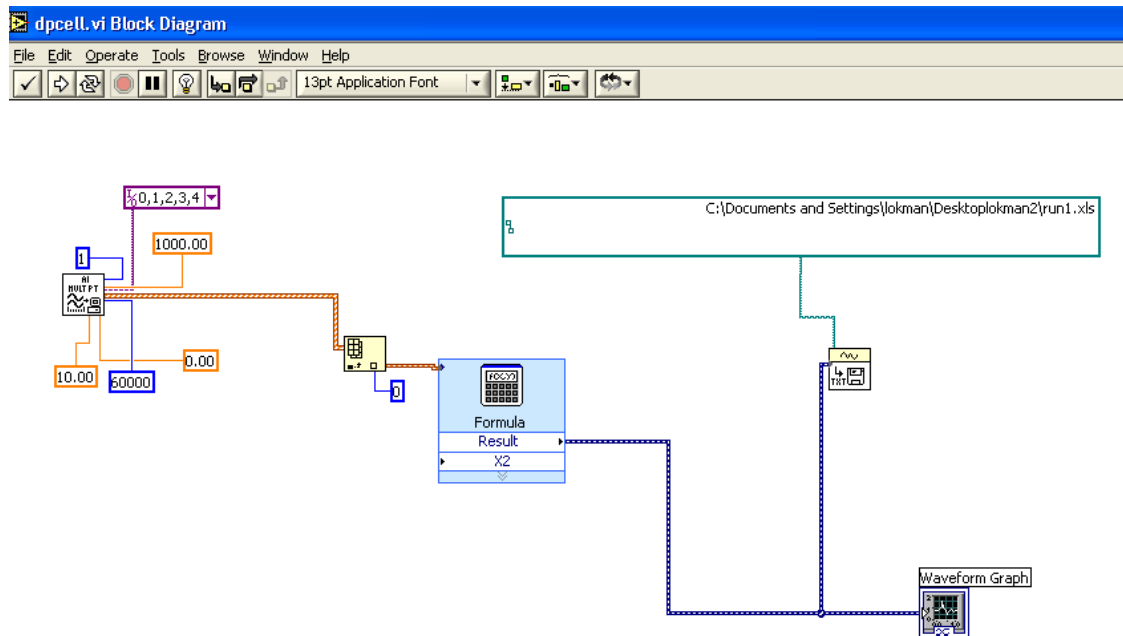 dpcell.vi Block Diagram
File Edit Operate Tools Browse Window Help
13pt Application Font
0,1,2,3,4
C:\Documents and Settings\lokman\Desktoplokman2\run1.xls
1000.00
1
AI
MULT PT
0.00
10.00
60000
0
Formula
Result
X2
TXT
Waveform Graph